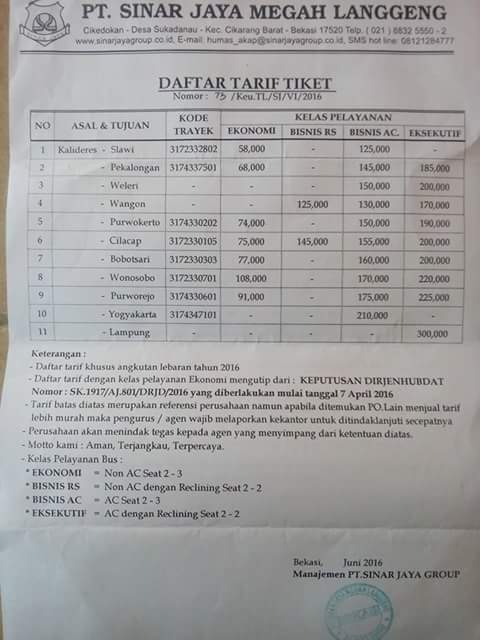 PT. SINAR JAYA MEGAH LANGGENG
Cikedokan - Desa Sukadanau - Kec. Cikarang Barat - Bekasi 17520 Telp. ( 021 ) 8832 5550 - 2
www.sinarjayagroup.co.id, E-mail: humas_akap@sinarjayagroup.co.id, SMS hot line: 08121284777
DAFTAR TARIF TIKET
Nomor : 73 /Keu.TL/SJ/VI/2016
NO ASAL & TUJUAN KODE TRAYEK KELAS PELAYANAN
EKONOMI BISNIS RS BISNIS AC. EKSEKUTIF
1 Kalideres - Slawi 3172332802 58,000 - 125,000 -
2 - Pekalongan 3174337501 68,000 - 145,000 185,000
3 - Weleri - - - 150,000 200,000
4 - Wangon - - 125,000 130,000 170,000
5 - Purwokerto 3174330202 74,000 - 150,000 190,000
6 - Cilacap 3172330105 75,000 145,000 155,000 200,000
7 - Bobotsari 3172330303 77,000 - 160,000 200,000
8 - Wonosobo 3172330701 108,000 - 170,000 220,000
9 - Purworejo 3174330601 91,000 - 175,000 225,000
10 - Yogyakarta 3174347101 - - 210,000 -
11 - Lampung - - - - 300,000
Keterangan :
- Daftar tarif khusus angkutan lebaran tahun 2016
- Daftar tarif dengan kelas pelayanan Ekonomi mengutip dari : KEPUTUSAN DIRJENHUBDAT
Nomor : SK.1917/AJ.801/DRJD/2016 yang diberlakukan mulai tanggal 7 April 2016
- Tarif batas diatas merupakan referensi perusahaan namun apabila ditemukan PO.Lain menjual tarif
lebih murah maka pengurus / agen wajib melaporkan kekantor untuk ditindaklanjuti secepatnya
- Perusahaan akan menindak tegas kepada agen yang menyimpang dari ketentuan diatas.
- Motto kami : Aman, Terjangkau, Terpercaya.
- Kelas Pelayanan Bus :
* EKONOMI = Non AC Seat 2 - 3
* BISNIS RS = Non AC dengan Reclining Seat 2 - 2
* BISNIS AC = AC Seat 2 - 3
* EKSEKUTIF = AC dengan Reclining Seat 2 - 2
Bekasi, Juni 2016
Manajemen PT.SINAR JAYA GROUP